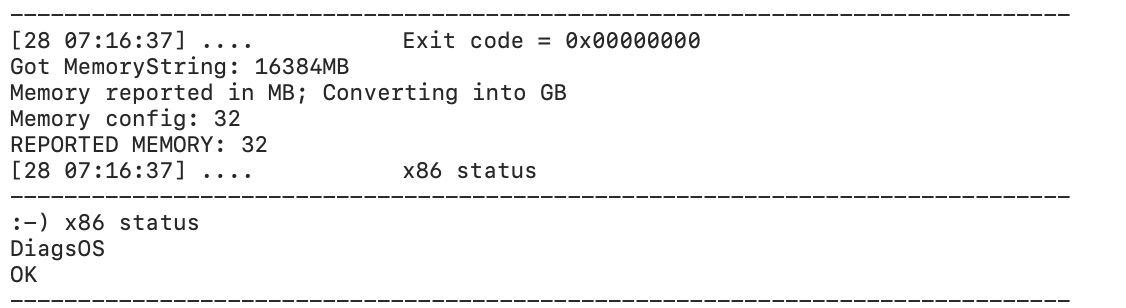 [28 07:16:37] .... Exit code = 0x00000000
Got MemoryString: 16384MB
Memory reported in MB; Converting into GB
Memory config: 32
REPORTED MEMORY: 32
[28 07:16:37] .... x86 status
:-) x86 status
DiagsOS
OK